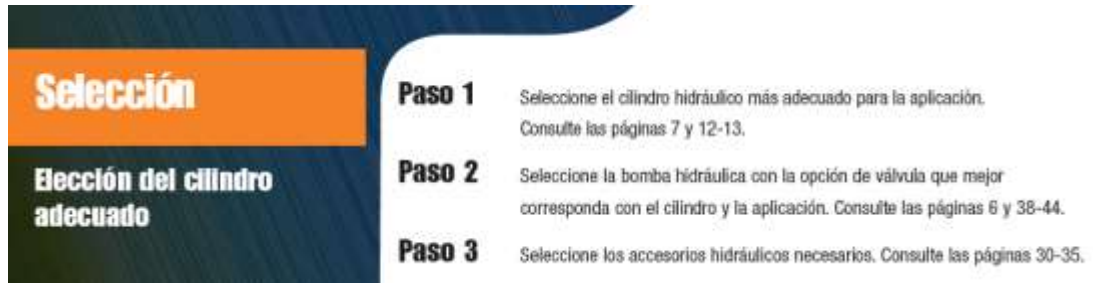 Selección
Elección del cilindro
adecuado
Paso 1
Seleccione el cilindro hidráulico más adecuado para la aplicación.
Consulte las páginas 7 y 12-13.
Paso 2
Seleccione la bomba hidráulica con la opción de válvula que mejor
corresponda con el cilindro y la aplicación. Consulte las páginas 6 y 38-44.
Paso 3
Seleccione los accesorios hidráulicos necesarios. Consulte las páginas 30-35.